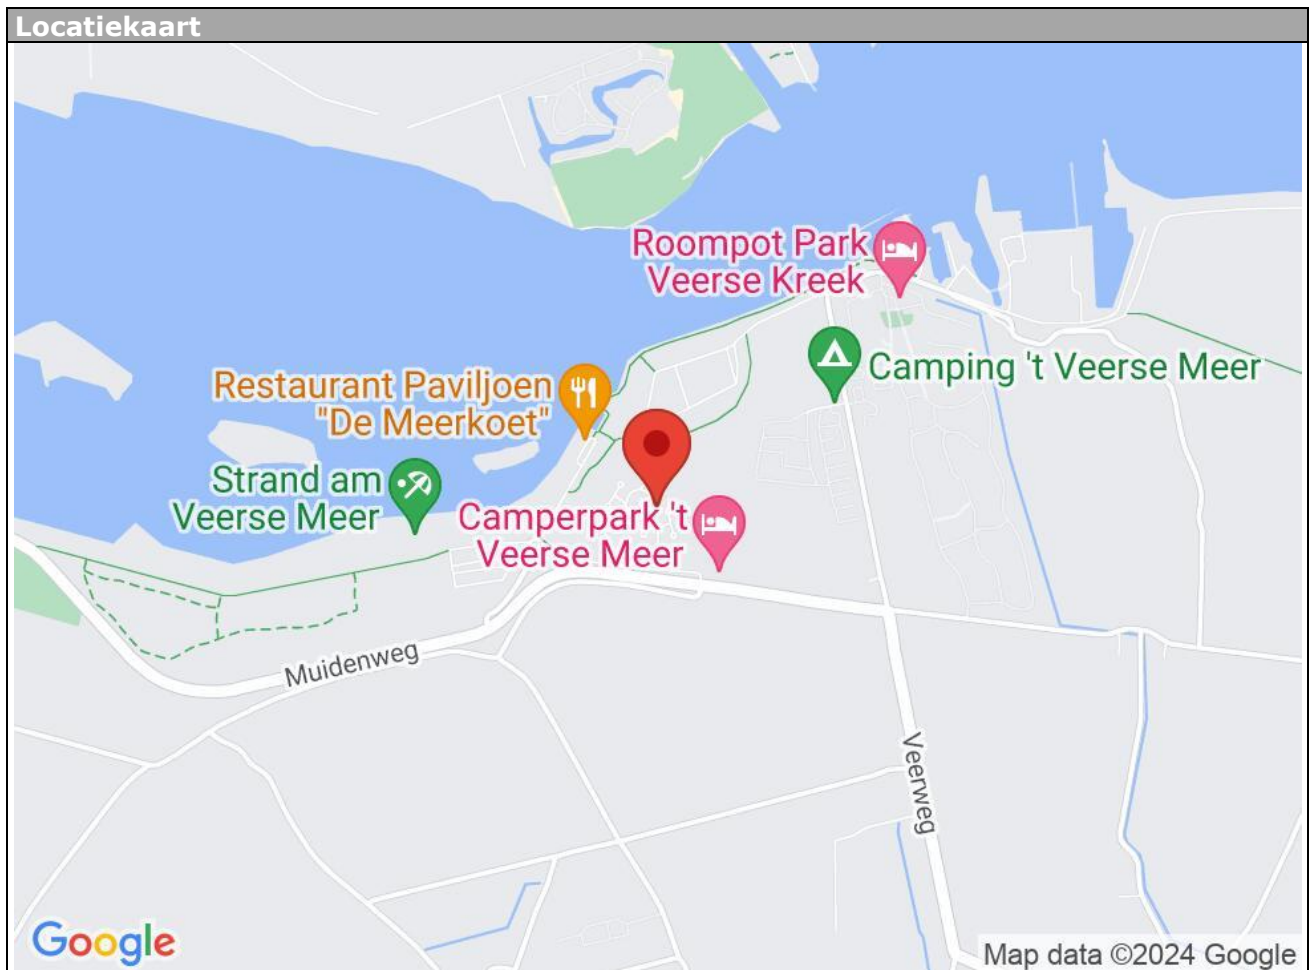 Locatiekaart
Roompot Park
Veerse Kreek
Camping 't Veerse Meer
Restaurant Paviljoen
"De Meerkoet"
Strand am
Veerse Meer
Camperpark 't
Veerse Meer
Muidenweg
Veerweg
Google
Map data ©2024 Google